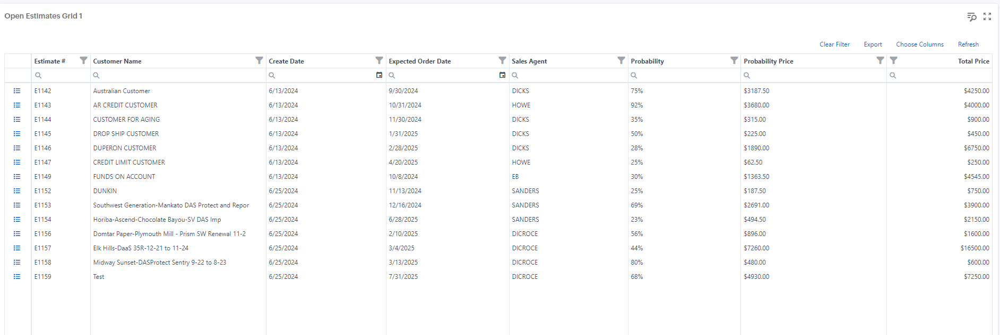 Open Estimates Grid 1
Clear Filter Export Choose Columns Refresh
Estimate # Customer Name Create Date Expected Order Date Sales Agent Probability Probability Price Total Price
E1142 Australian Customer 6/13/2024 9/30/2024 DICKS 75% $3187.50 $4250.00
E1143 AR CREDIT CUSTOMER 6/13/2024 10/31/2024 HOWE 92% $3680.00 $4000.00
E1144 CUSTOMER FOR AGING 6/13/2024 11/30/2024 DICKS 35% $315.00 $900.00
E1145 DROP SHIP CUSTOMER 6/13/2024 1/31/2025 DICKS 50% $225.00 $450.00
E1146 DUPERON CUSTOMER 6/13/2024 2/28/2025 DICKS 28% $1890.00 $6750.00
E1147 CREDIT LIMIT CUSTOMER 6/13/2024 4/20/2025 HOWE 25% $62.50 $250.00
E1149 FUNDS ON ACCOUNT 6/13/2024 10/8/2024 EB 30% $1363.50 $4545.00
E1152 DUNKIN 6/25/2024 11/13/2024 SANDERS 25% $187.50 $750.00
E1153 Southwest Generation-Mankato DAS Protect and Repor 6/25/2024 12/16/2024 SANDERS 69% $2691.00 $3900.00
E1154 Horiba-Ascend-Chocolate Bayou-SV DAS Imp 6/25/2024 6/28/2025 SANDERS 23% $494.50 $2150.00
E1156 Domtar Paper-Plymouth Mill - Prism SW Renewal 11-2 6/25/2024 2/10/2025 DICROCE 56% $896.00 $1600.00
E1157 Elk Hills-DaaS 35R-12-21 to 11-24 6/25/2024 3/4/2025 DICROCE 44% $7260.00 $16500.00
E1158 Midway Sunset-DASProtect Sentry 9-22 to 8-23 6/25/2024 3/13/2025 DICROCE 80% $480.00 $600.00
E1159 Test 6/25/2024 7/31/2025 DICROCE 68% $4930.00 $7250.00